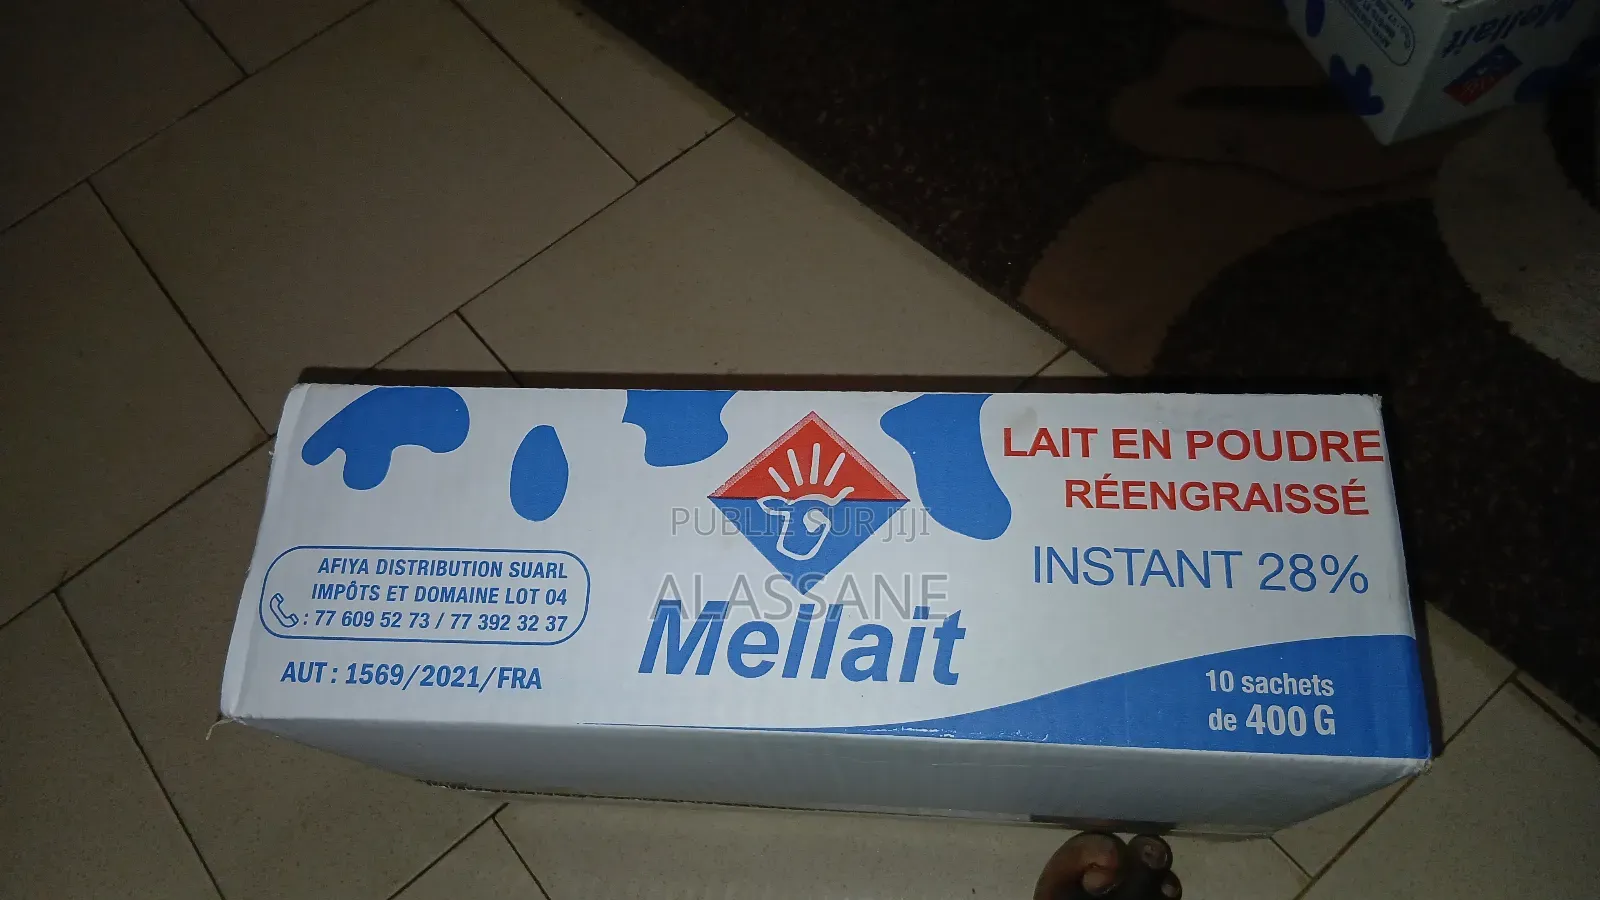 LAIT EN POUDRE
RÉENGRAISSÉ
INSTANT 28%
Mellait
AFIYA DISTRIBUTION SUARL
IMPÔTS ET DOMAINE LOT 04
: 77 609 52 73 / 77 392 32 37
AUT : 1569/2021/FRA
10 sachets
de 400 G
PUBLIÉ SUR JIJI
ALASSANE
Mellait